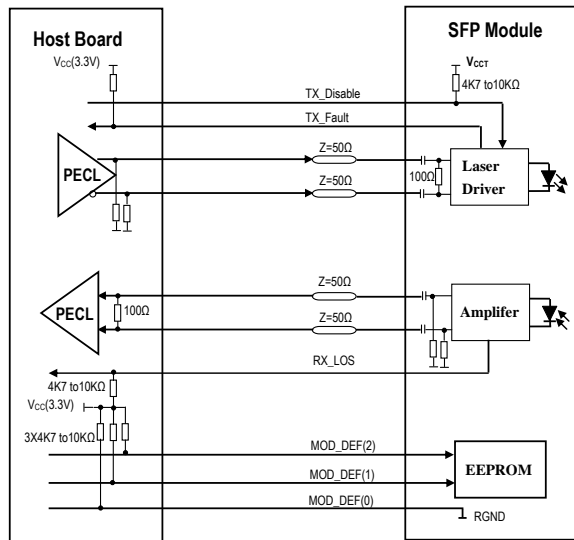 Host Board
SFP Module
VCC(3.3V)
VCCT
4K7 to10KΩ
TX_Disable
TX_Fault
PECL
Z=50Ω
Z=50Ω
100Ω
Laser
Driver
PECL
100Ω
Z=50Ω
Z=50Ω
Amplifer
RX_LOS
4K7 to10KΩ
VCC(3.3V)
3X4K7 to10KΩ
MOD_DEF(2)
MOD_DEF(1)
MOD_DEF(0)
EEPROM
RGND